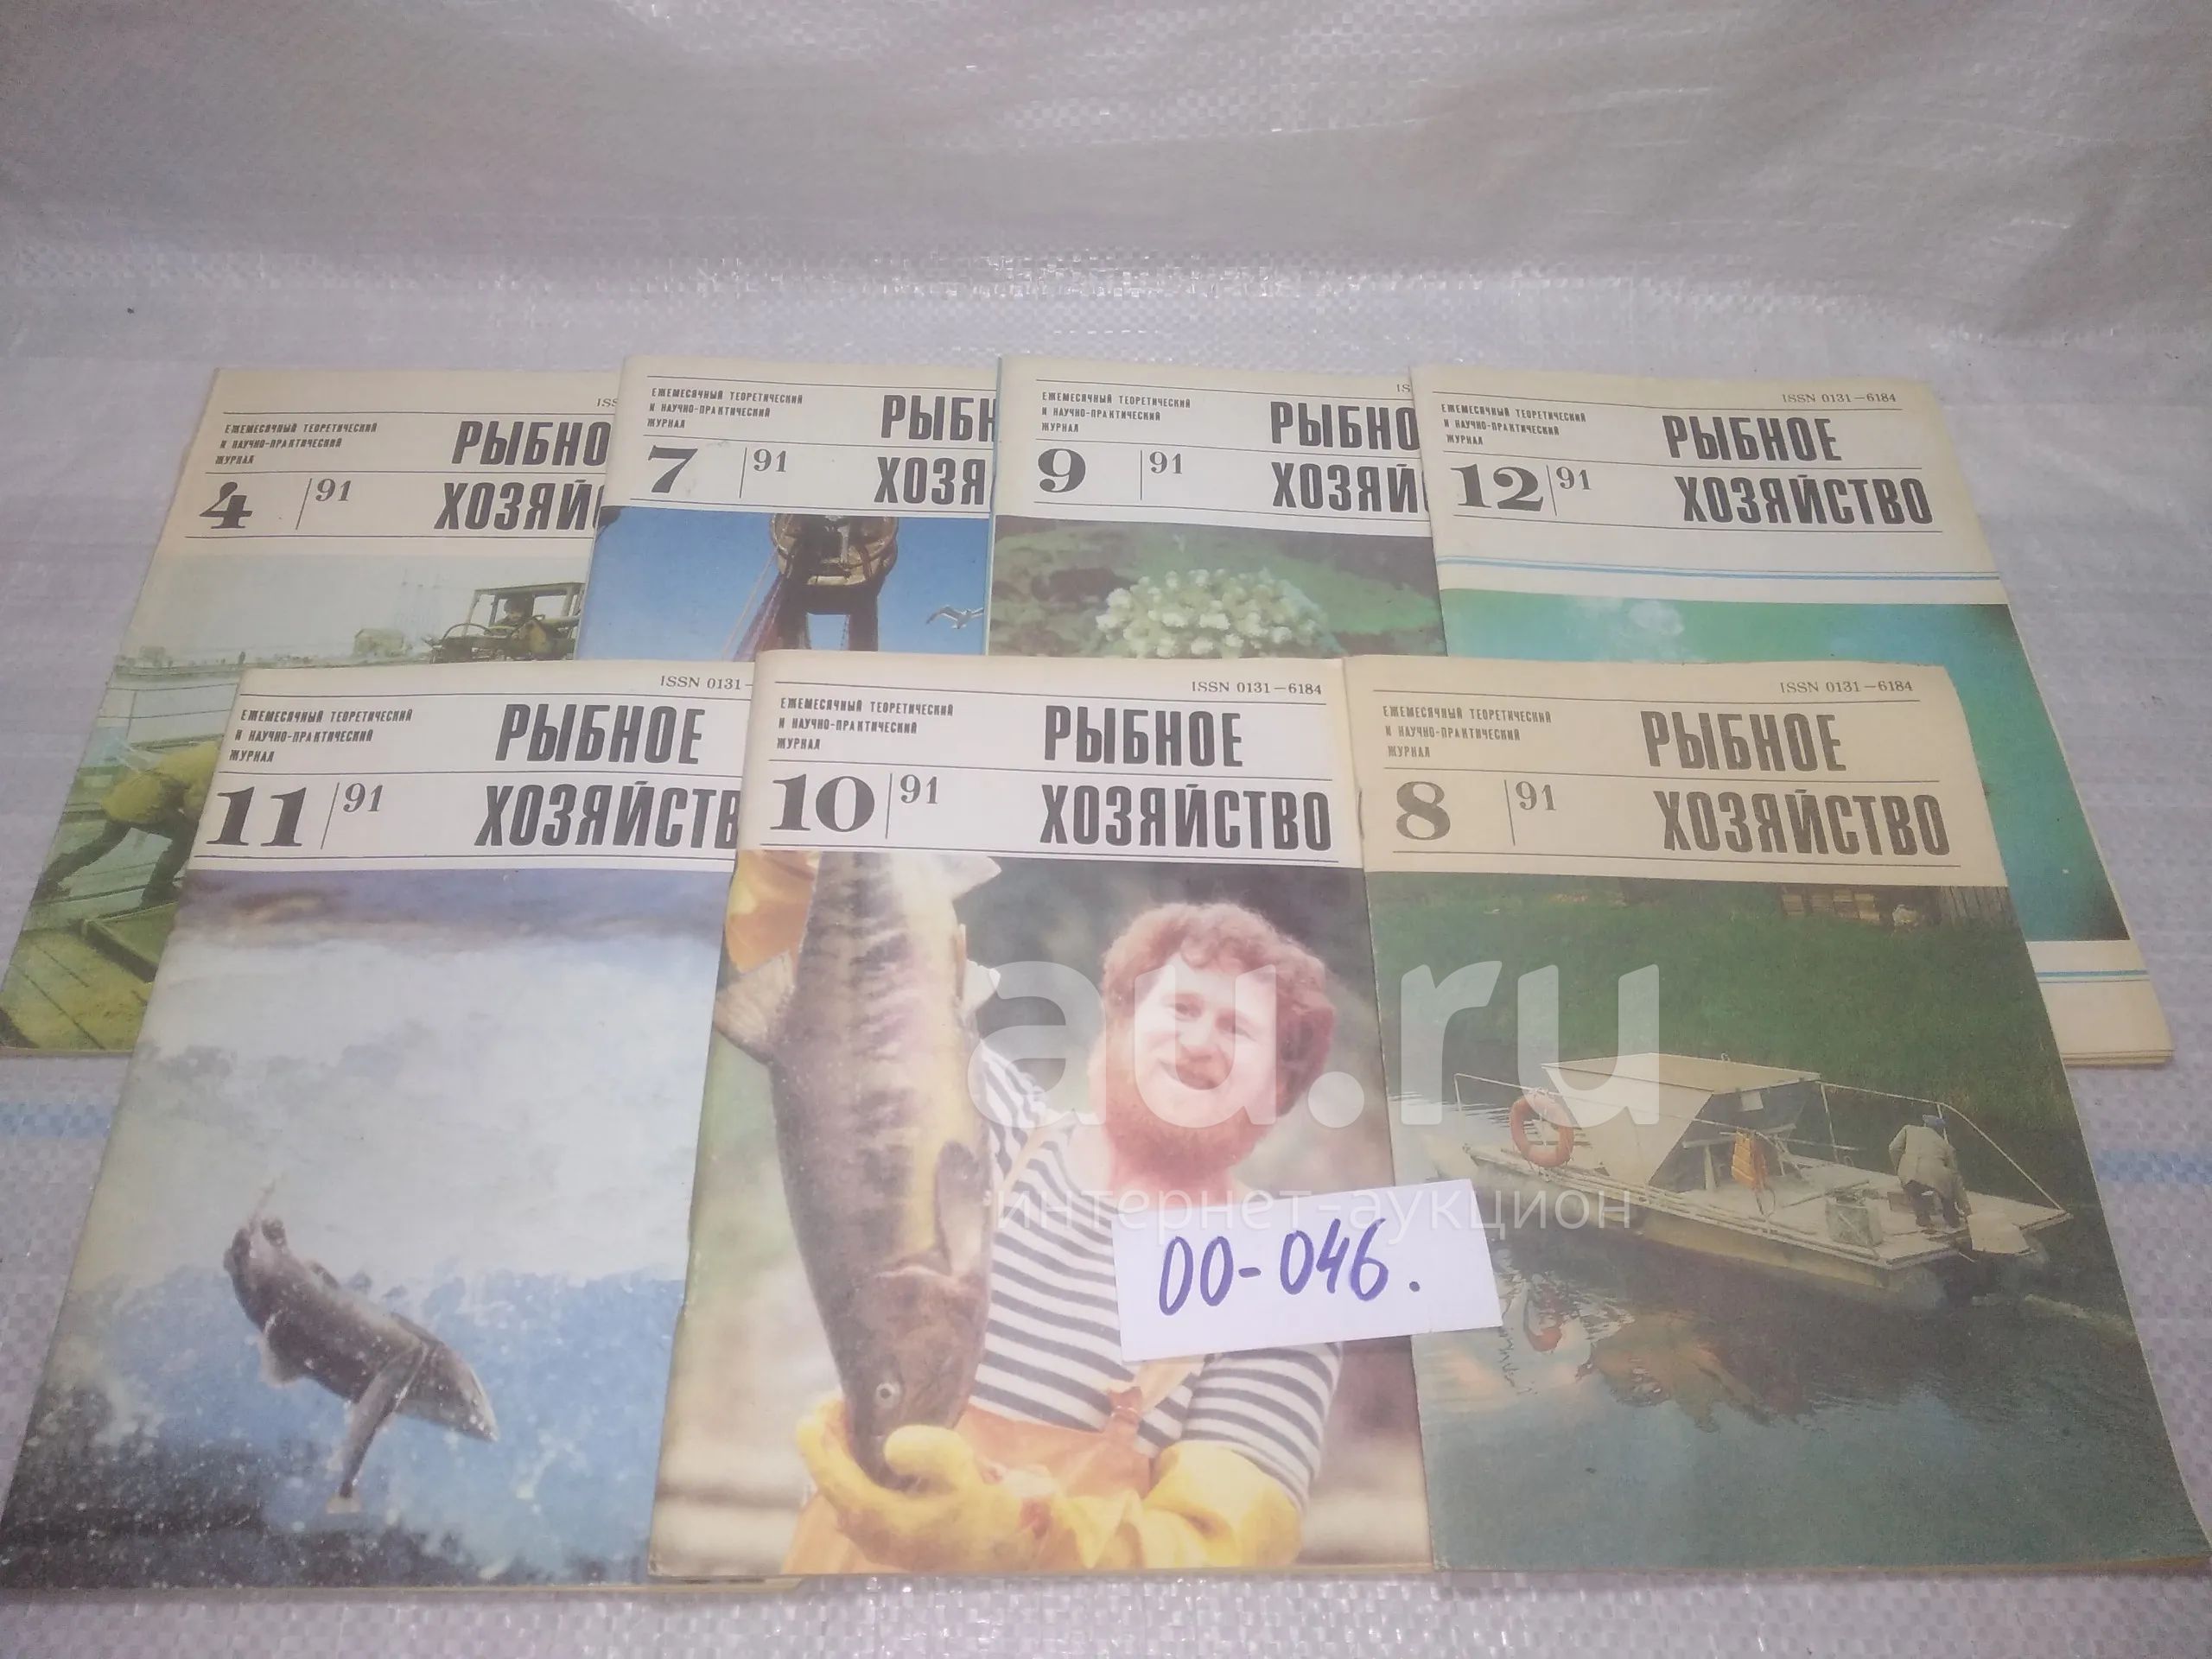 ISS
ЕЖЕМЕСЯЧНЫЙ ТЕОРЕТИЧЕСКИЙ
И НАУЧНО-ПРАКТИЧЕСКИЙ
ЖУРНАЛ
РЫБНО
4 91
ХОЗЯЙ
ЕЖЕМЕСЯЧНЫЙ ТЕОРЕТИЧЕСКИЙ
И НАУЧНО-ПРАКТИЧЕСКИЙ
ЖУРНАЛ
РЫБН
7 91
ХОЗЯ
IS
ЕЖЕМЕСЯЧНЫЙ ТЕОРЕТИЧЕСКИЙ
И НАУЧНО-ПРАКТИЧЕСКИЙ
ЖУРНАЛ
РЫБНО
9 91
ХОЗЯЙ
ISSN 0131—6184
ЕЖЕМЕСЯЧНЫЙ ТЕОРЕТИЧЕСКИЙ
И НАУЧНО-ПРАКТИЧЕСКИЙ
ЖУРНАЛ
РЫБНОЕ
12 91
ХОЗЯЙСТВО
ISSN 0131-
ЕЖЕМЕСЯЧНЫЙ ТЕОРЕТИЧЕСКИЙ
И НАУЧНО-ПРАКТИЧЕСКИЙ
ЖУРНАЛ
РЫБНОЕ
11 91
ХОЗЯЙСТВ
ISSN 0131—6184
ЕЖЕМЕСЯЧНЫЙ ТЕОРЕТИЧЕСКИЙ
И НАУЧНО-ПРАКТИЧЕСКИЙ
ЖУРНАЛ
РЫБНОЕ
10 91
ХОЗЯЙСТВО
ISSN 0131—6184
ЕЖЕМЕСЯЧНЫЙ ТЕОРЕТИЧЕСКИЙ
И НАУЧНО-ПРАКТИЧЕСКИЙ
ЖУРНАЛ
РЫБНОЕ
8 91
ХОЗЯЙСТВО
au.ru
интернет-аукцион
00-046.